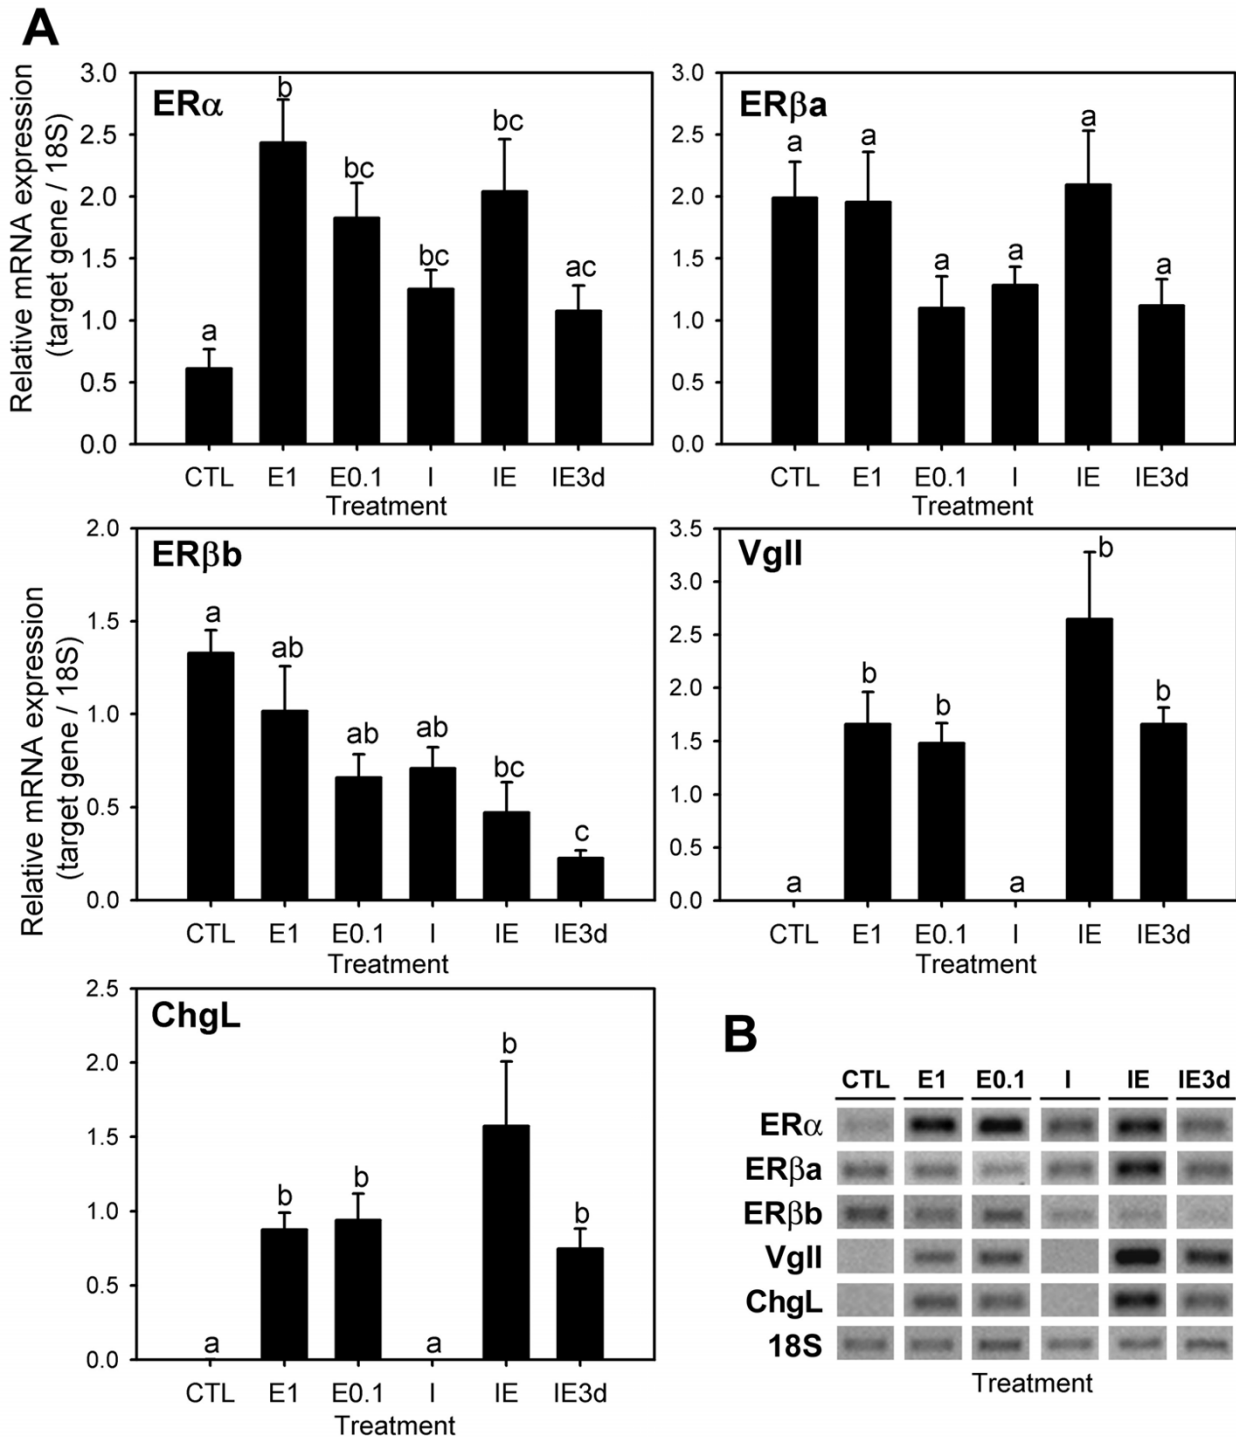 A
ERα
Relative mRNA expression
(target gene / 18S)
3.0
2.5
2.0
1.5
1.0
0.5
0.0
a
b
bc
bc
bc
ac
CTL E1 E0.1 I IE IE3d
Treatment
ERβa
3.0
2.5
2.0
1.5
1.0
0.5
0.0
a
a
a
a
a
a
CTL E1 E0.1 I IE IE3d
Treatment
ERβb
Relative mRNA expression
(target gene / 18S)
2.0
1.5
1.0
0.5
0.0
a
ab
ab
ab
bc
c
CTL E1 E0.1 I IE IE3d
Treatment
VgII
3.5
3.0
2.5
2.0
1.5
1.0
0.5
0.0
a
b
b
a
b
b
CTL E1 E0.1 I IE IE3d
Treatment
ChgL
2.5
2.0
1.5
1.0
0.5
0.0
a
b
b
a
b
b
CTL E1 E0.1 I IE IE3d
Treatment
B
CTL E1 E0.1 I IE IE3d
ERα
ERβa
ERβb
VgII
ChgL
18S
Treatment